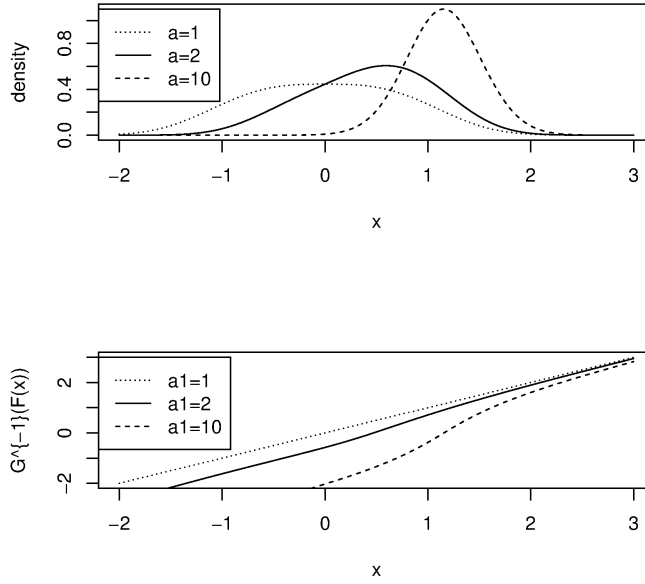 density
0.0 0.4 0.8
a=1
a=2
a=10
−2 −1 0 1 2 3
x
G^{−1}(F(x))
−2 0 2
a1=1
a1=2
a1=10
−2 −1 0 1 2 3
x